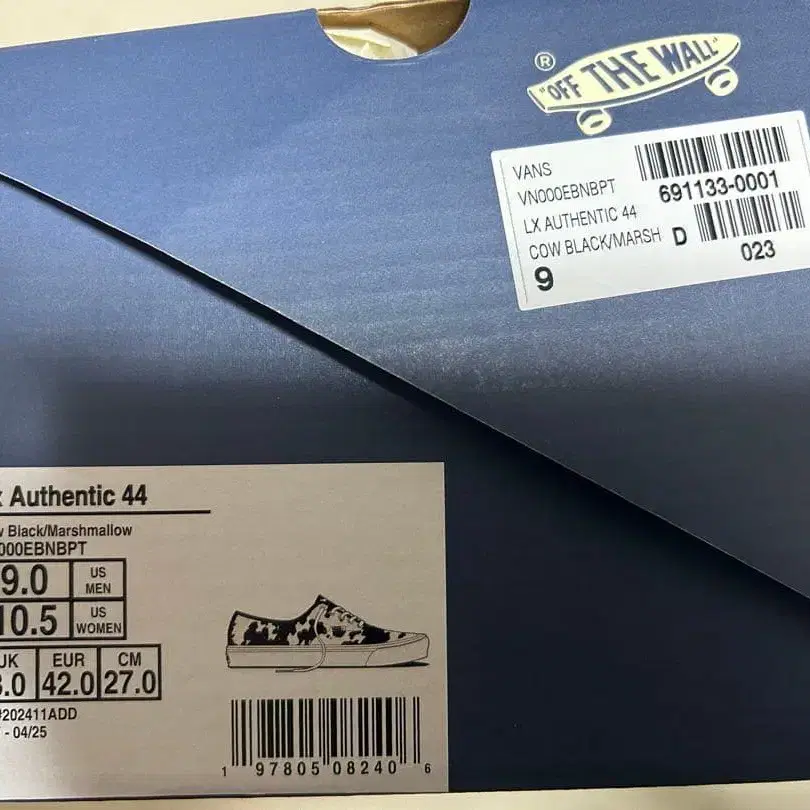 ® "OFF THE WALL"
VANS
VN000EBNBPT
691133-0001
LX AUTHENTIC 44
COW BLACK/MARSH D
9
023
x Authentic 44
w Black/Marshmallow
000EBNBPT
9.0 US MEN
10.5 US WOMEN
UK EUR CM
8.0 42.0 27.0
#202411ADD
- 04/25
1 97805 08240 6